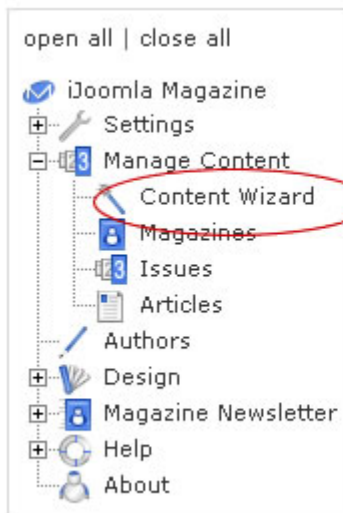 open all | close all
iJoomla Magazine
Settings
Manage Content
Content Wizard
Magazines
Issues
Articles
Authors
Design
Magazine Newsletter
Help
About